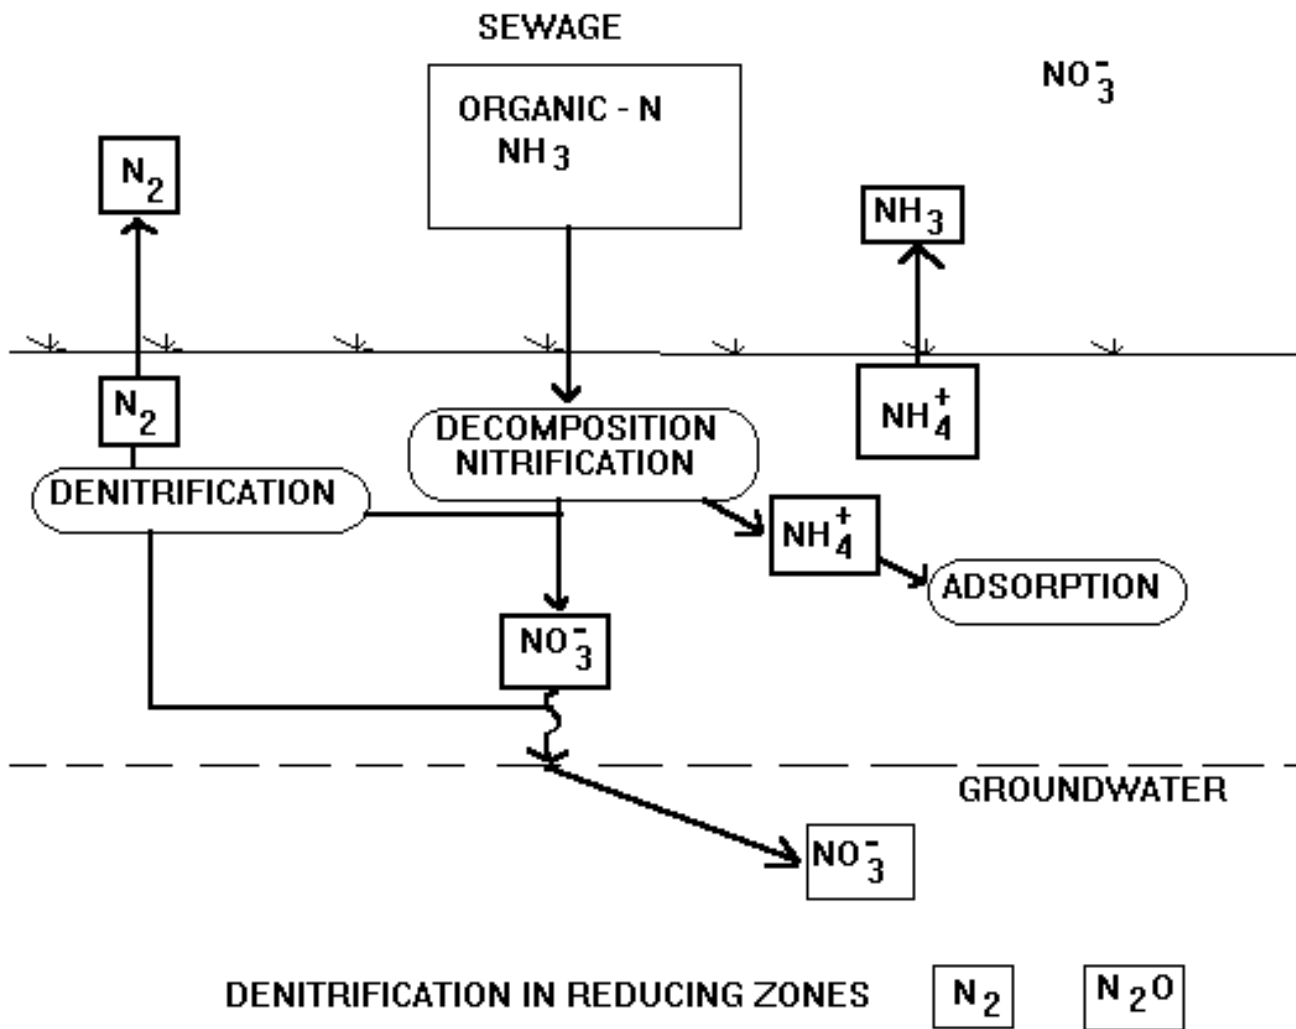 SEWAGE
ORGANIC - N
NH₃
NO₃⁻
N₂
NH₃
N₂
DECOMPOSITION
NITRIFICATION
NH₄⁺
DENITRIFICATION
NH₄⁺
ADSORPTION
NO₃⁻
GROUNDWATER
NO₃⁻
DENITRIFICATION IN REDUCING ZONES N₂ N₂O